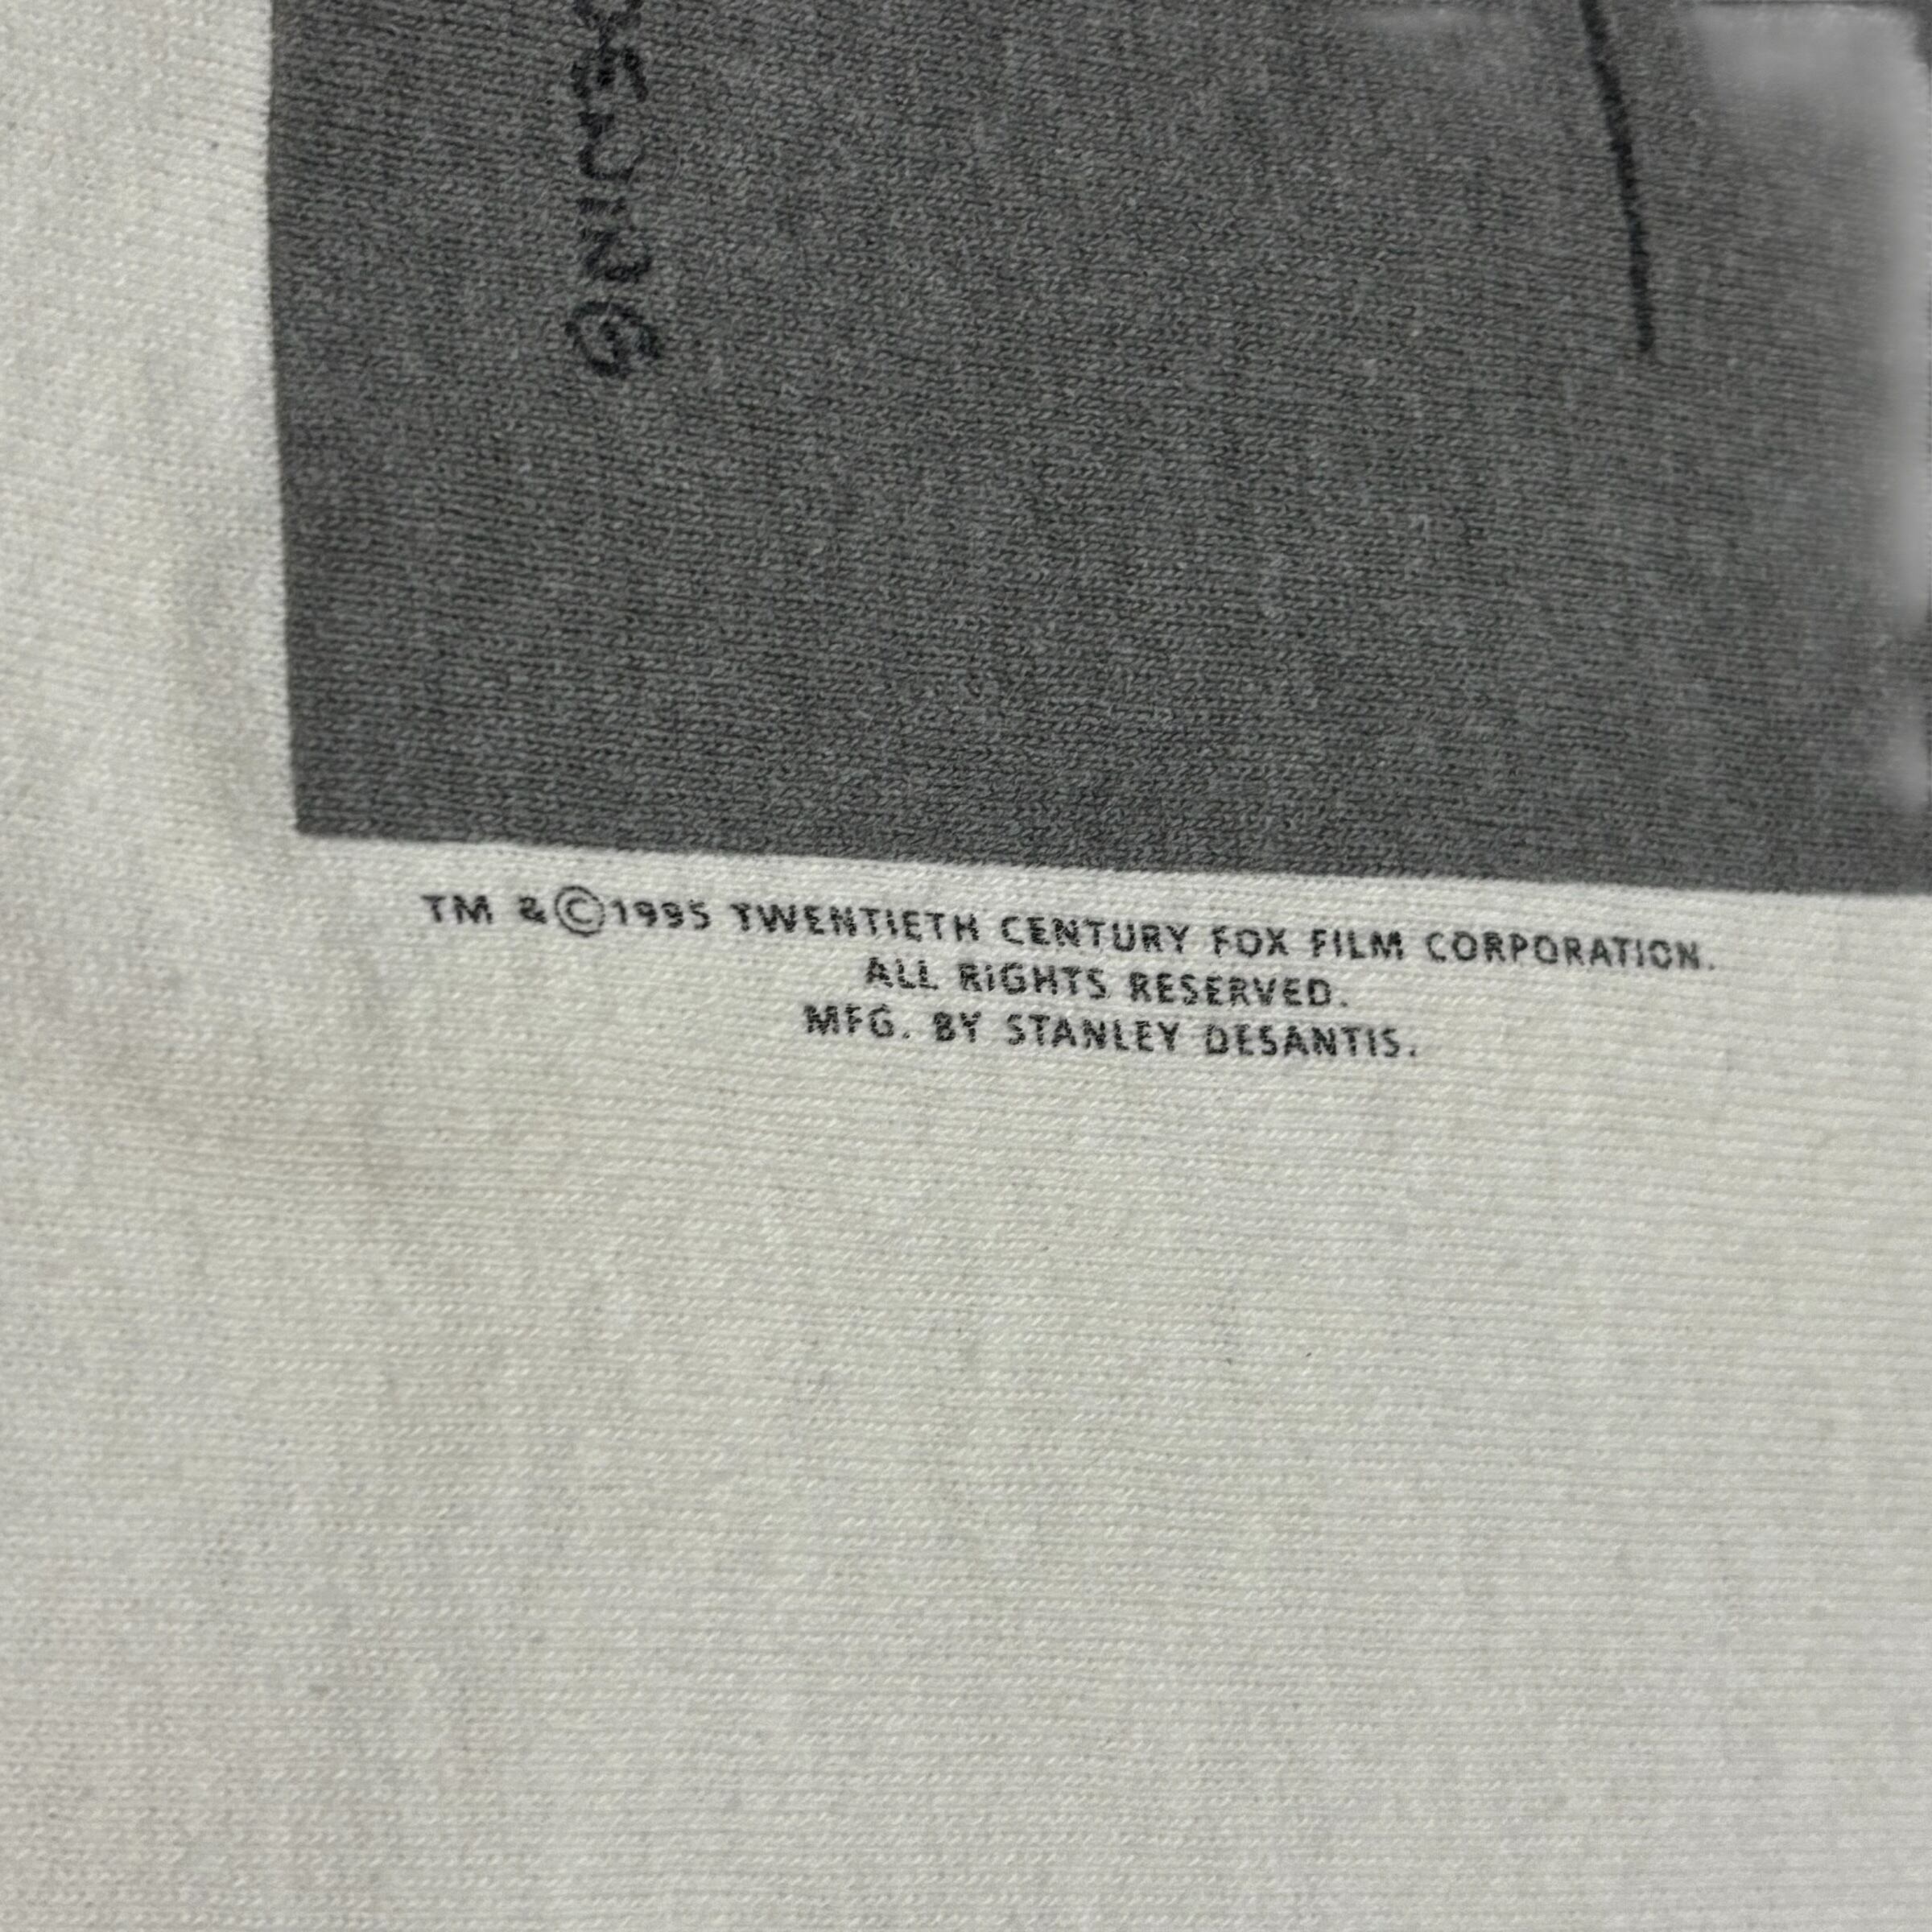 TM & ©1995 TWENTIETH CENTURY FOX FILM CORPORATION.
ALL RIGHTS RESERVED.
MFG. BY STANLEY DESANTIS.